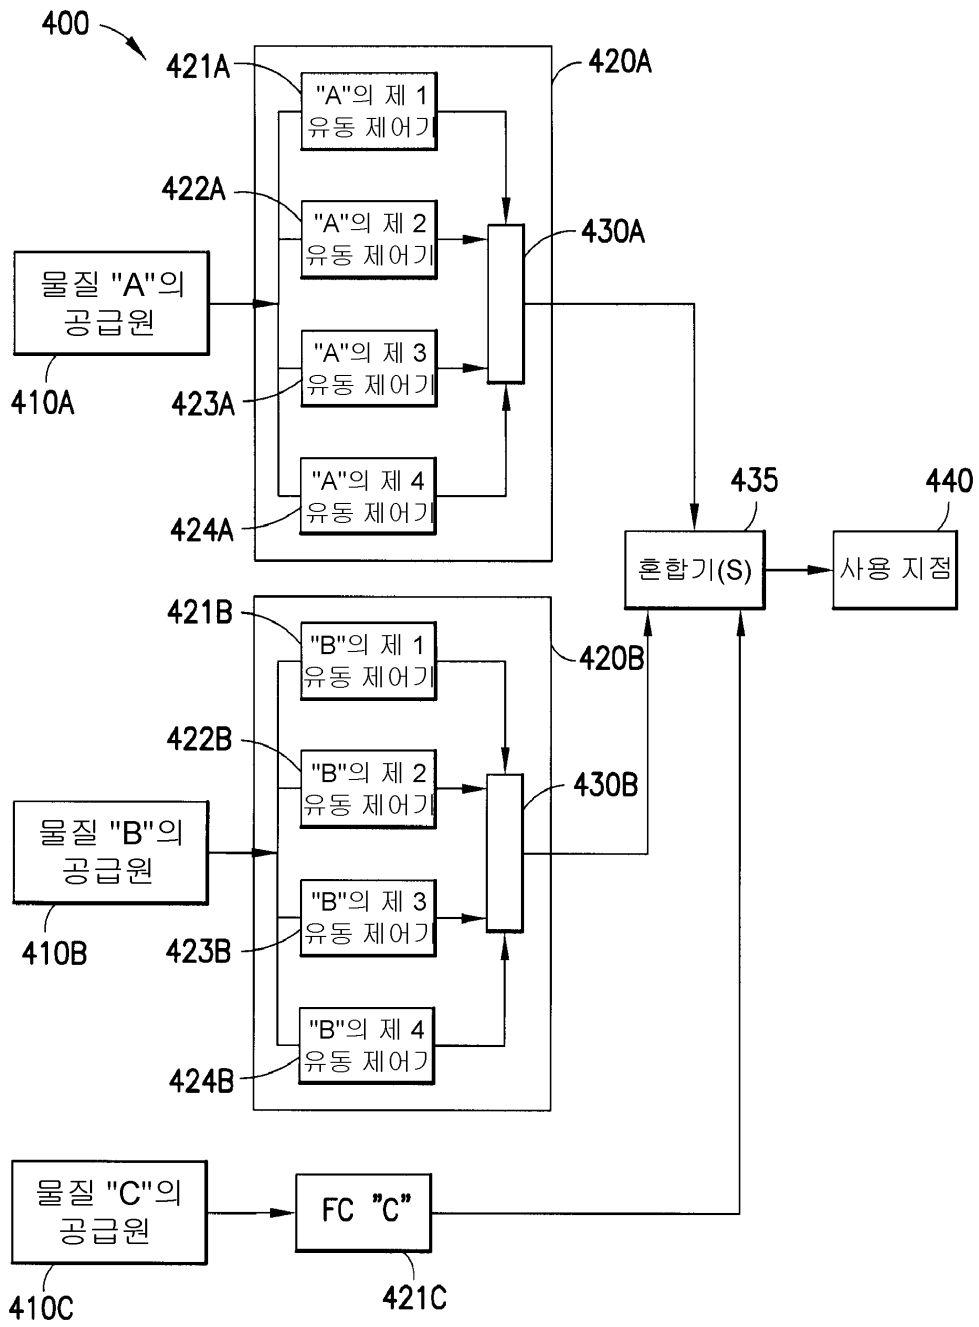 400
421A
"A"의 제 1
유동 제어기
420A
422A
"A"의 제 2
유동 제어기
430A
물질 "A"의
공급원
410A
"A"의 제 3
유동 제어기
423A
"A"의 제 4
유동 제어기
424A
435
440
혼합기(S)
사용 지점
421B
"B"의 제 1
유동 제어기
420B
422B
"B"의 제 2
유동 제어기
430B
물질 "B"의
공급원
410B
"B"의 제 3
유동 제어기
423B
"B"의 제 4
유동 제어기
424B
물질 "C"의
공급원
410C
FC "C"
421C